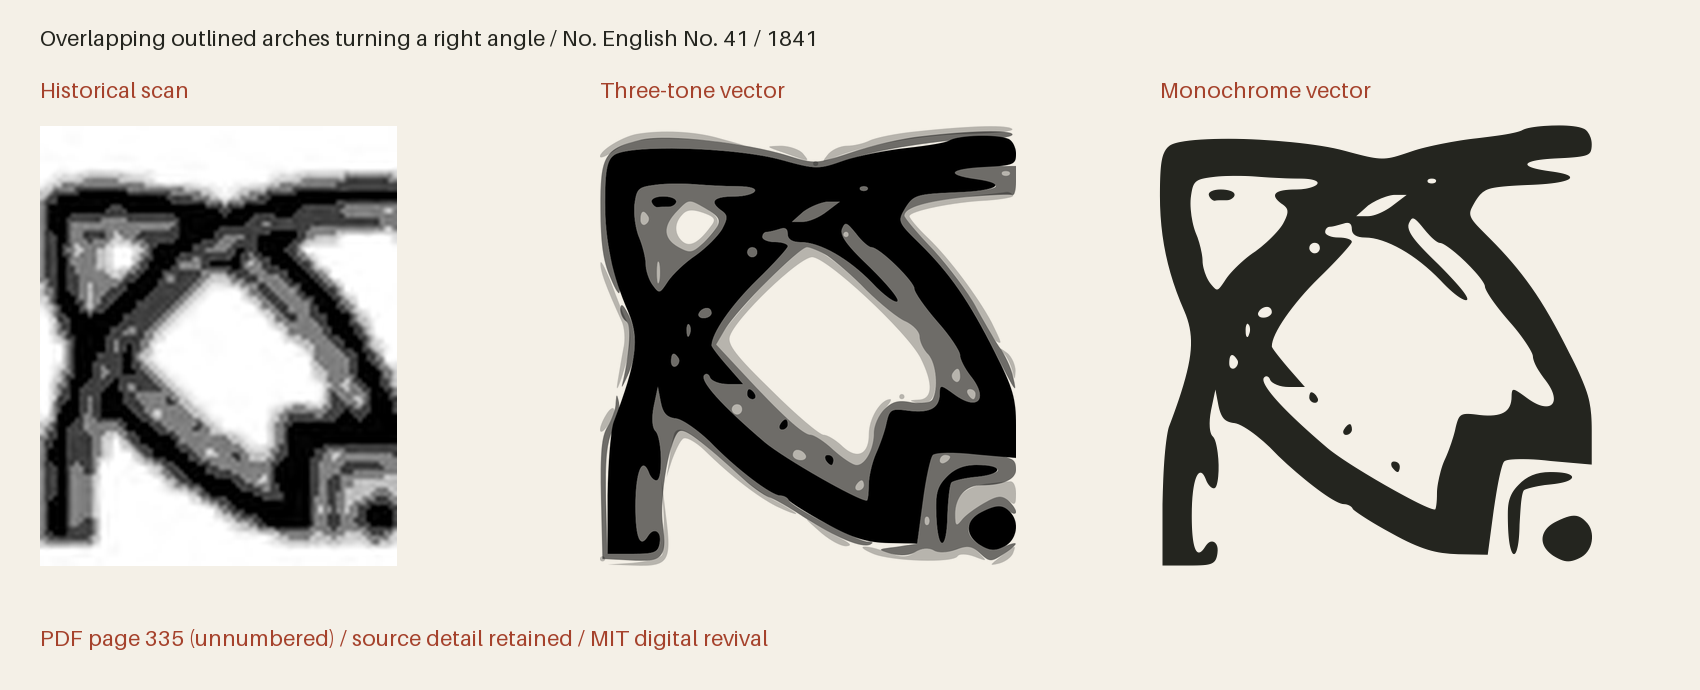 Overlapping outlined arches turning a right angle / No. English No. 41 / 1841
Historical scan
Three-tone vector
Monochrome vector
PDF page 335 (unnumbered) / source detail retained / MIT digital revival